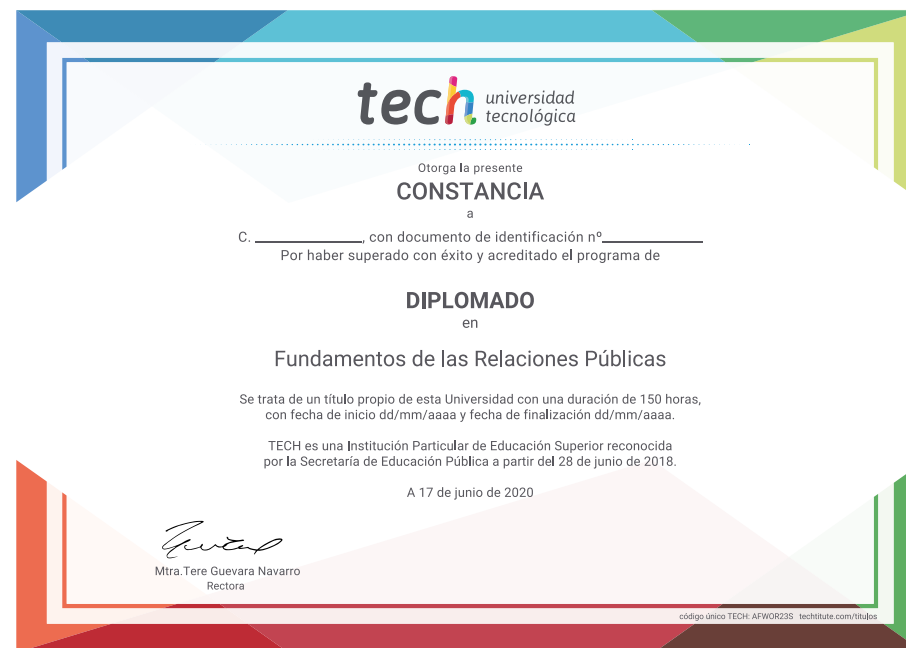 tech universidad
tecnológica
Otorga la presente
CONSTANCIA
a
C. ____________, con documento de identificación nº____________
Por haber superado con éxito y acreditado el programa de
DIPLOMADO
en
Fundamentos de las Relaciones Públicas
Se trata de un título propio de esta Universidad con una duración de 150 horas,
con fecha de inicio dd/mm/aaaa y fecha de finalización dd/mm/aaaa.
TECH es una Institución Particular de Educación Superior reconocida
por la Secretaría de Educación Pública a partir del 28 de junio de 2018.
A 17 de junio de 2020
Mtra.Tere Guevara Navarro
Rectora
código único TECH: AFWOR23S techtitute.com/titulos